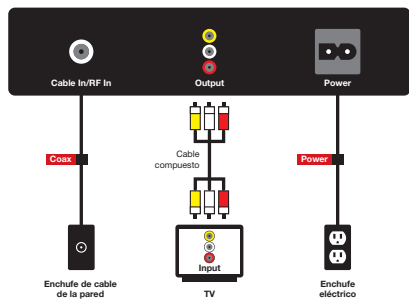 Cable In/RF In
Output
Power
Coax
Cable
compuesto
Power
Input
Enchufe de cable
de la pared
TV
Enchufe
eléctrico